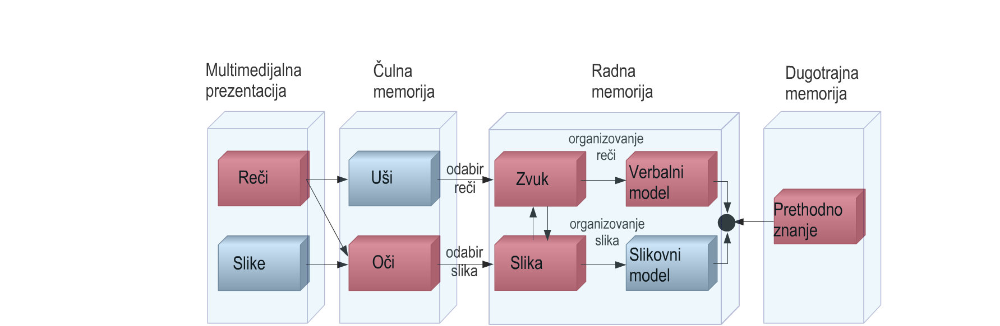 Multimedijalna
prezentacija
Čulna
memorija
Radna
memorija
Dugotrajna
memorija
Reči
Slike
Uši
Oči
odabir
reči
odabir
slika
Zvuk
Slika
organizovanje
reči
organizovanje
slika
Verbalni
model
Slikovni
model
Prethodno
znanje